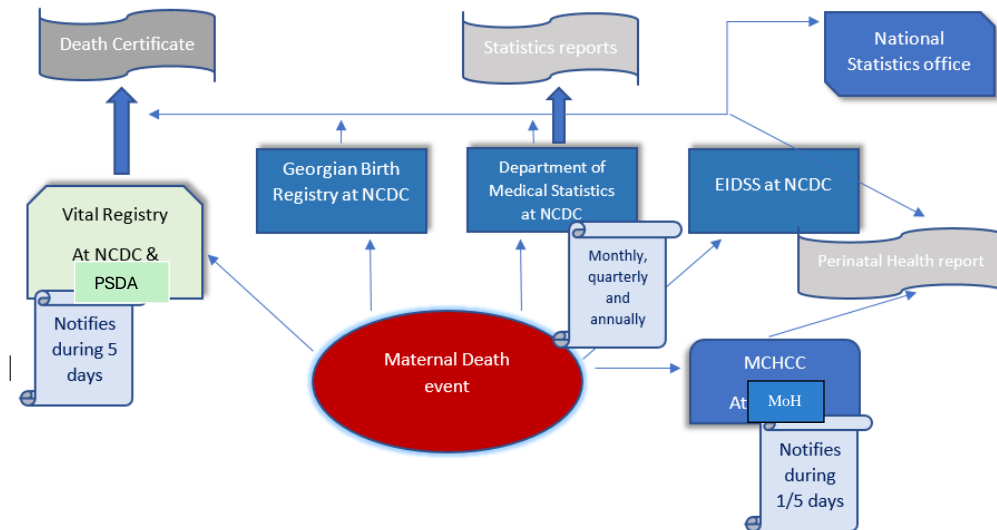 Death Certificate
Statistics reports
National
Statistics office
Georgian Birth
Registry at NCDC
Department of
Medical Statistics
at NCDC
EIDSS at NCDC
Vital Registry
At NCDC &
PSDA
Notifies
during 5
days
Monthly,
quarterly
and
annually
Perinatal Health report
Maternal Death
event
MCHCC
At
MoH
Notifies
during
1/5 days